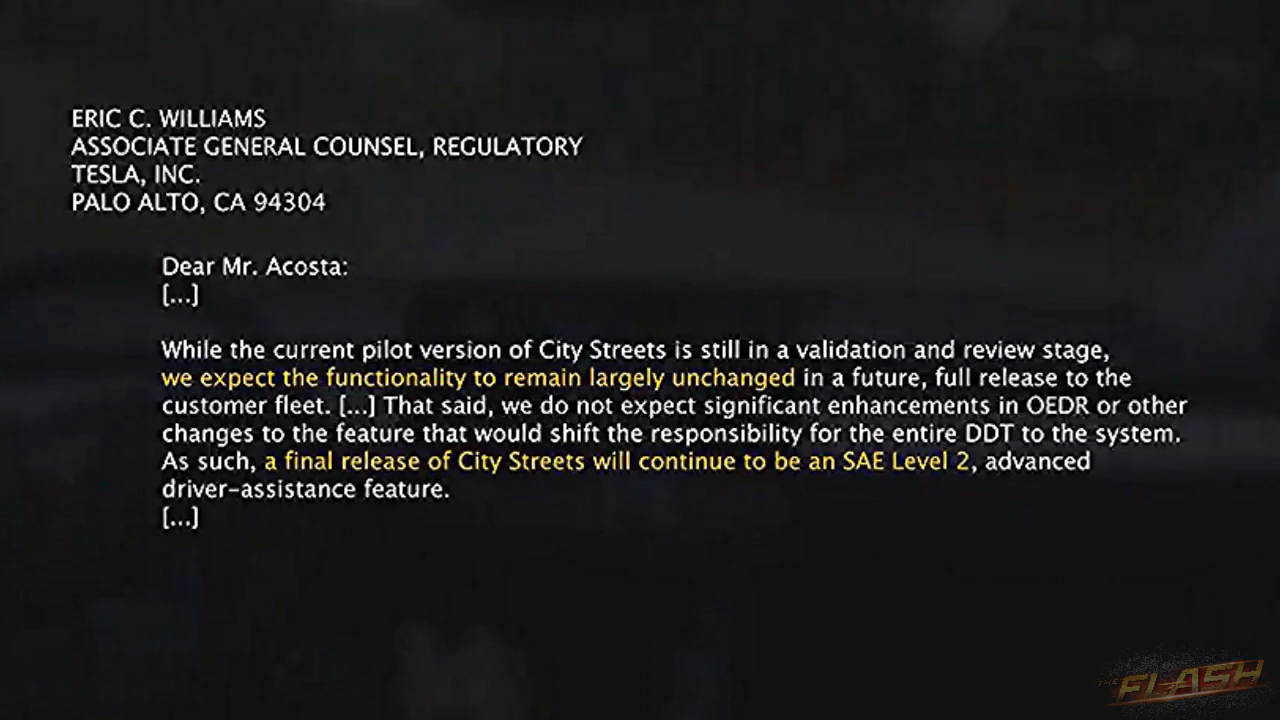 ERIC C. WILLIAMS
ASSOCIATE GENERAL COUNSEL, REGULATORY
TESLA, INC.
PALO ALTO, CA 94304
Dear Mr. Acosta:
[...]
While the current pilot version of City Streets is still in a validation and review stage,
we expect the functionality to remain largely unchanged in a future, full release to the
customer fleet. [...] That said, we do not expect significant enhancements in OEDR or other
changes to the feature that would shift the responsibility for the entire DDT to the system.
As such, a final release of City Streets will continue to be an SAE Level 2, advanced
driver-assistance feature.
[...]
THE FLASH